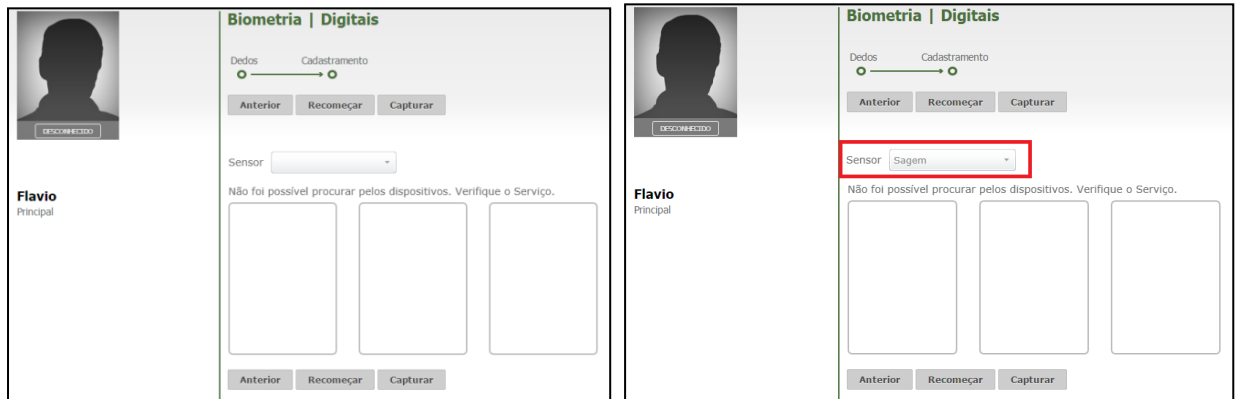 Biometria | Digitais
Dedos Cadastramento
Anterior Recomeçar Capturar
DESCONHECIDO
Sensor
Flavio
Principal
Não foi possível procurar pelos dispositivos. Verifique o Serviço.
Anterior Recomeçar Capturar
Biometria | Digitais
Dedos Cadastramento
Anterior Recomeçar Capturar
DESCONHECIDO
Sensor Sagem
Flavio
Principal
Não foi possível procurar pelos dispositivos. Verifique o Serviço.
Anterior Recomeçar Capturar